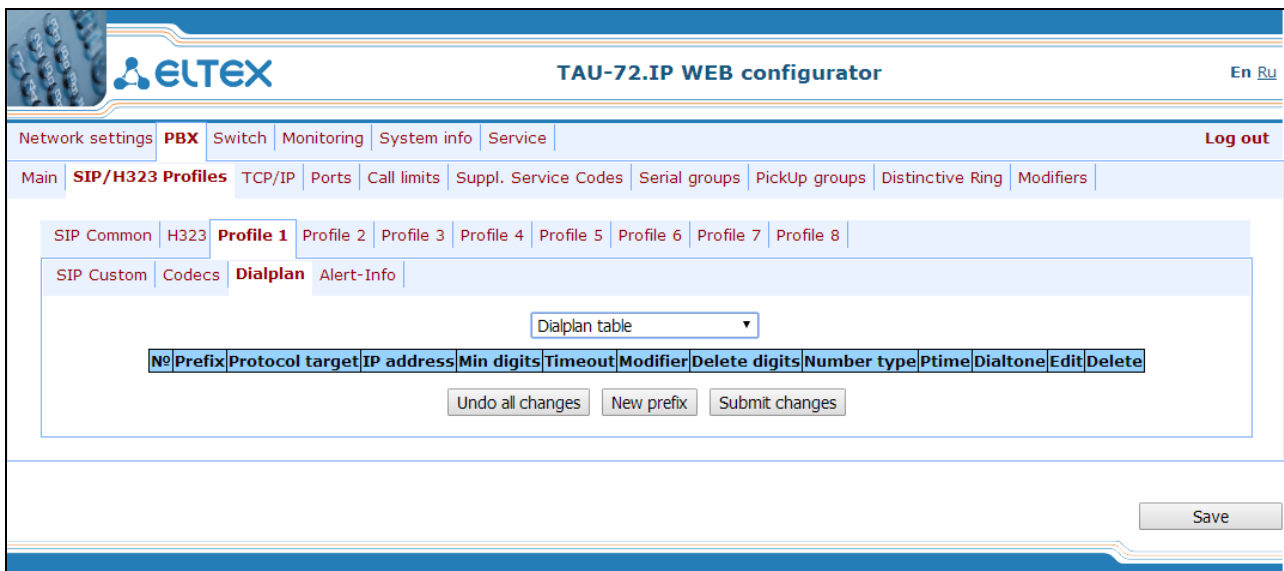 ELTEX TAU-72.IP WEB configurator En Ru
Network settings PBX Switch Monitoring System info Service Log out
Main SIP/H323 Profiles TCP/IP Ports Call limits Suppl. Service Codes Serial groups PickUp groups Distinctive Ring Modifiers
SIP Common H323 Profile 1 Profile 2 Profile 3 Profile 4 Profile 5 Profile 6 Profile 7 Profile 8
SIP Custom Codecs Dialplan Alert-Info
Dialplan table
№ Prefix Protocol target IP address Min digits Timeout Modifier Delete digits Number type Ptime Dialtone Edit Delete
Undo all changes New prefix Submit changes
Save